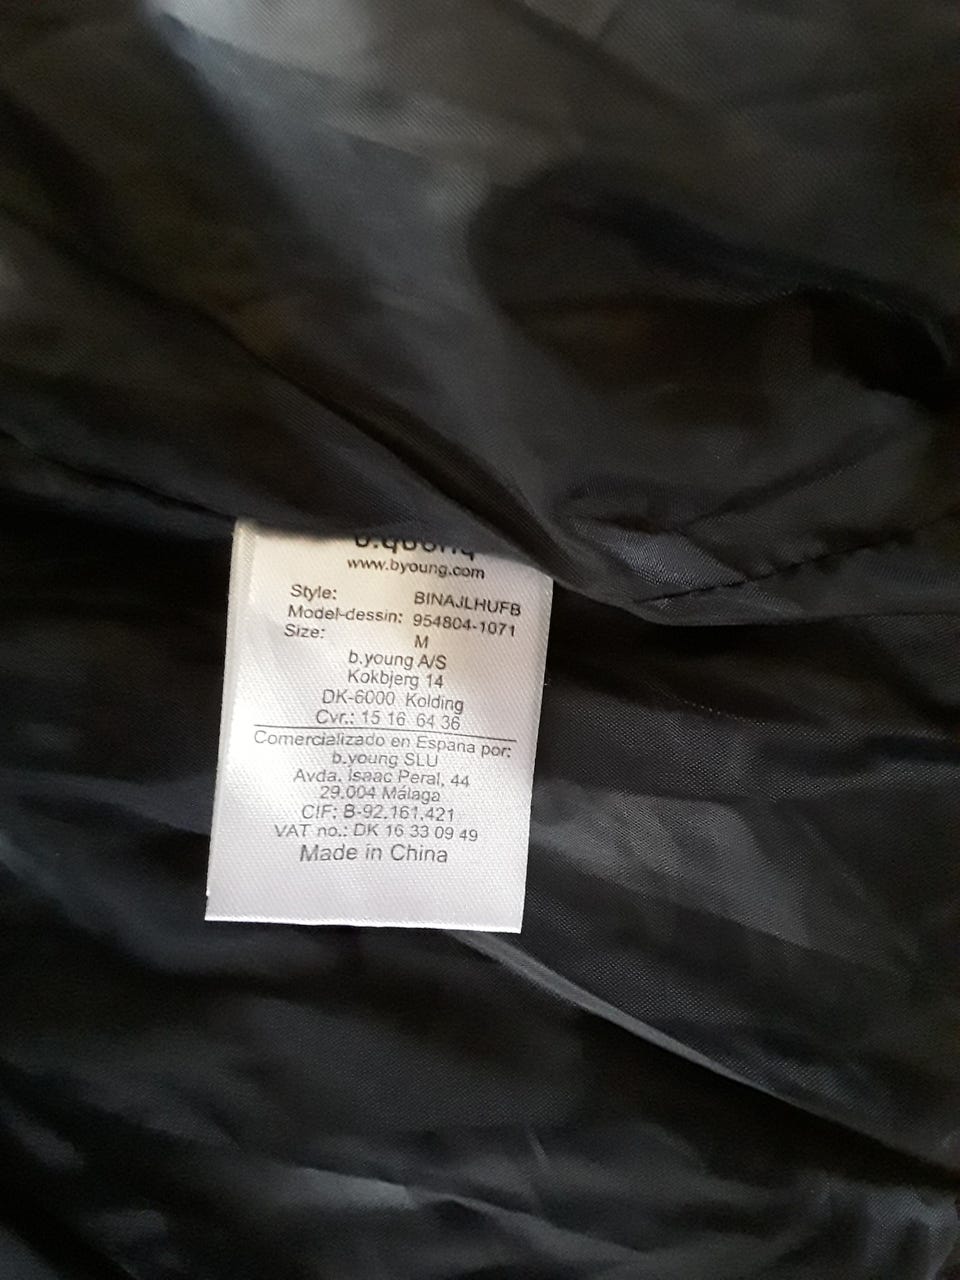 b.young
www.byoung.com
Style: BINAJLHUFB
Model-dessin: 954804-1071
Size: M
b.young A/S
Kokbjerg 14
DK-6000 Kolding
Cvr.: 15 16 64 36
Comercializado en Espana por:
b.young SLU
Avda. Isaac Peral, 44
29.004 Málaga
CIF: B-92.161.421
VAT no.: DK 16 33 09 49
Made in China